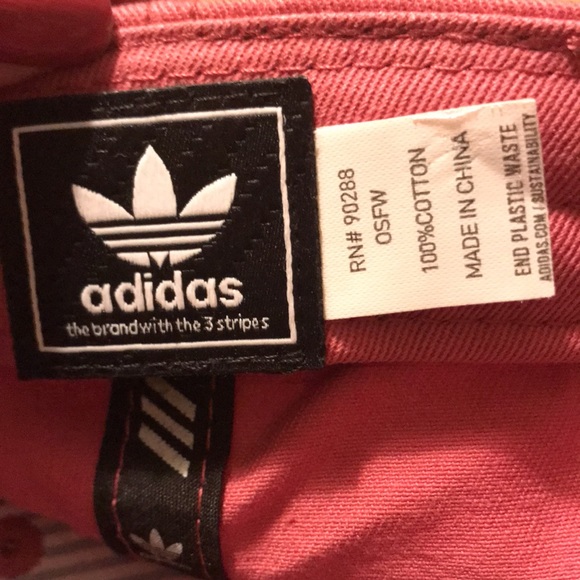 adidas
the brand with the 3 stripes
RN# 90288
OSFW
100%COTTON
MADE IN CHINA
END PLASTIC WASTE
ADIDAS.COM/SUSTAINABILITY